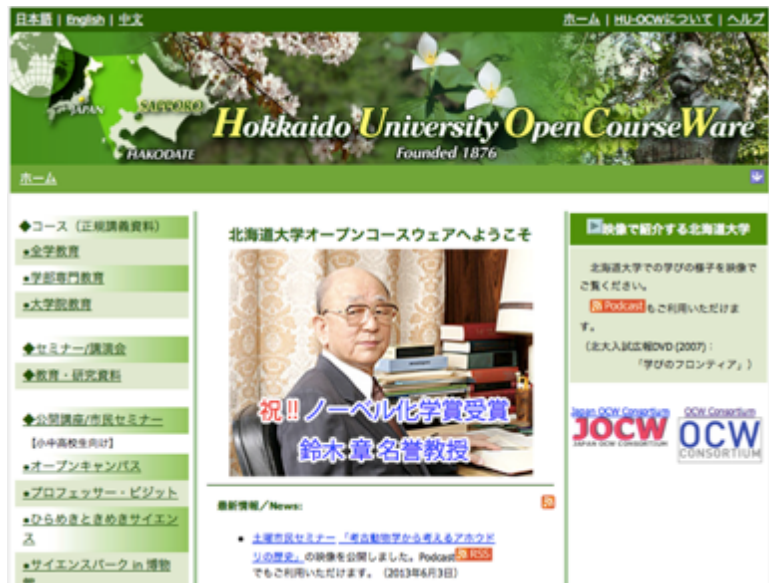 日本語 | English | 中文
ホーム | HU-OCWについて | ヘルプ
JAPAN
SAPPORO
HAKODATE
Hokkaido University OpenCourseWare
Founded 1876
ホーム
◆コース（正規講義資料）
●全学教育
●学部専門教育
●大学院教育
◆セミナー/講演会
◆教育・研究資料
◆公開講座/市民セミナー
【小中高校生向け】
●オープンキャンパス
●プロフェッサー・ビジット
●ひらめきときめきサイエン
ス
●サイエンスパーク in 博物
館
北海道大学オープンコースウェアへようこそ
祝!!ノーベル化学賞受賞
鈴木 章 名誉教授
最新情報／News:
土曜市民セミナー「考古動物学から考えるアホウド
リの歴史」の映像を公開しました。Podcast RSS
でもご利用いただけます。（2013年6月3日）
映像で紹介する北海道大学
北海道大学での学びの様子を映像で
ご覧ください。
Podcast もご利用いただけま
す。
（北大入試広報DVD (2007)：
「学びのフロンティア」）
Japan OCW Consortium
JOCW
JAPAN OCW CONSORTIUM
OCW Consortium
OCW
CONSORTIUM